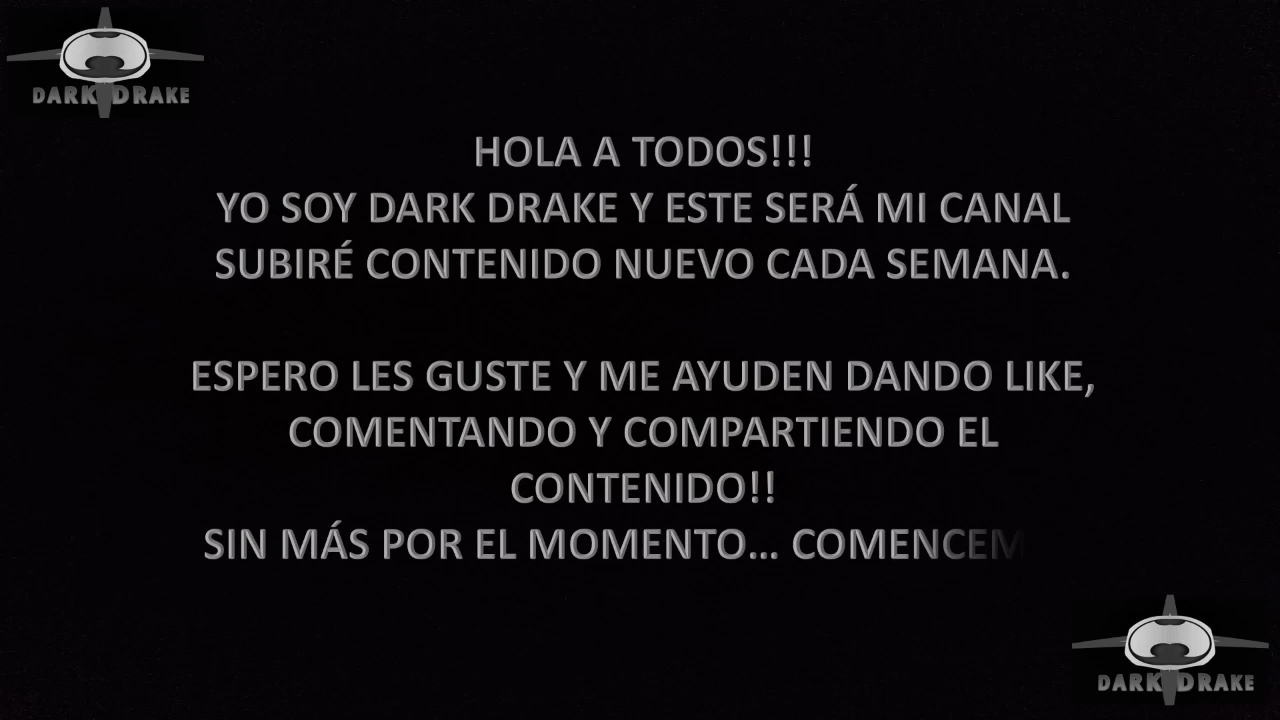 DARK DRAKE
HOLA A TODOS!!!
YO SOY DARK DRAKE Y ESTE SERÁ MI CANAL
SUBIRÉ CONTENIDO NUEVO CADA SEMANA.
ESPERO LES GUSTE Y ME AYUDEN DANDO LIKE,
COMENTANDO Y COMPARTIENDO EL
CONTENIDO!!
SIN MÁS POR EL MOMENTO... COMENCEM
DARK DRAKE